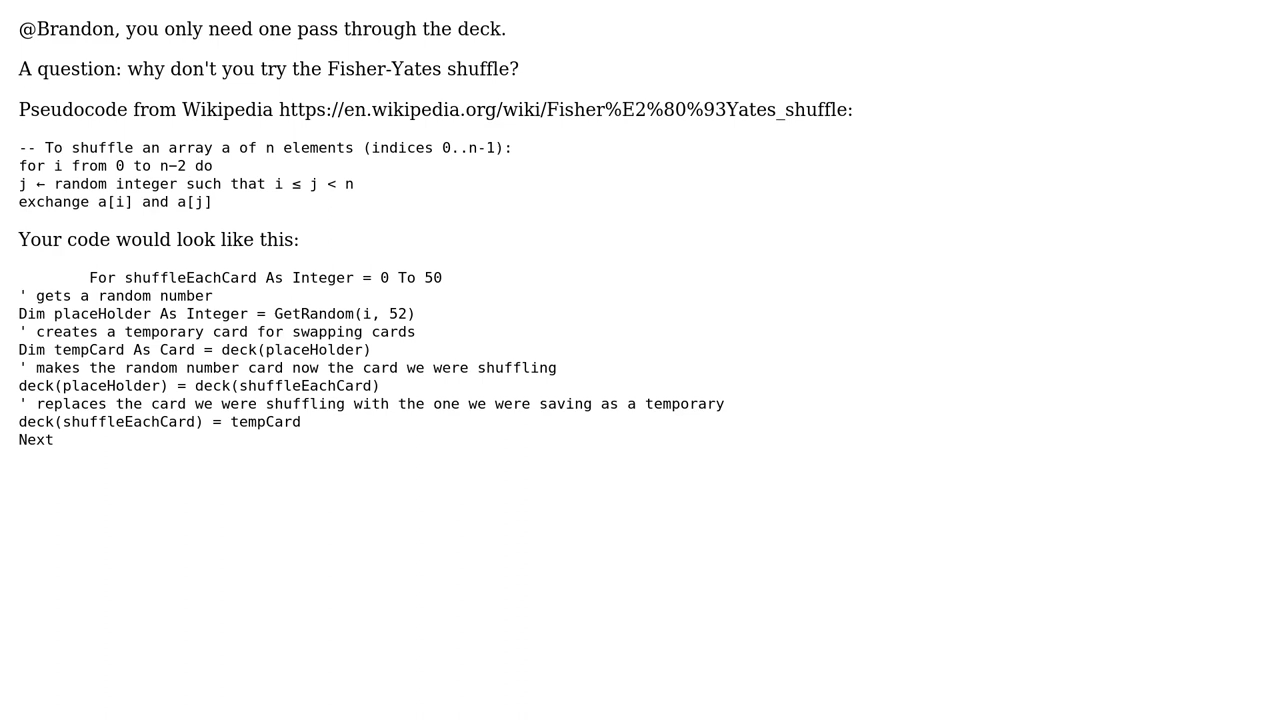 @Brandon, you only need one pass through the deck.
A question: why don't you try the Fisher-Yates shuffle?
Pseudocode from Wikipedia https://en.wikipedia.org/wiki/Fisher%E2%80%93Yates_shuffle:
-- To shuffle an array a of n elements (indices 0..n-1):
for i from 0 to n−2 do
j ← random integer such that i ≤ j < n
exchange a[i] and a[j]
Your code would look like this:
For shuffleEachCard As Integer = 0 To 50
' gets a random number
Dim placeHolder As Integer = GetRandom(i, 52)
' creates a temporary card for swapping cards
Dim tempCard As Card = deck(placeHolder)
' makes the random number card now the card we were shuffling
deck(placeHolder) = deck(shuffleEachCard)
' replaces the card we were shuffling with the one we were saving as a temporary
deck(shuffleEachCard) = tempCard
Next